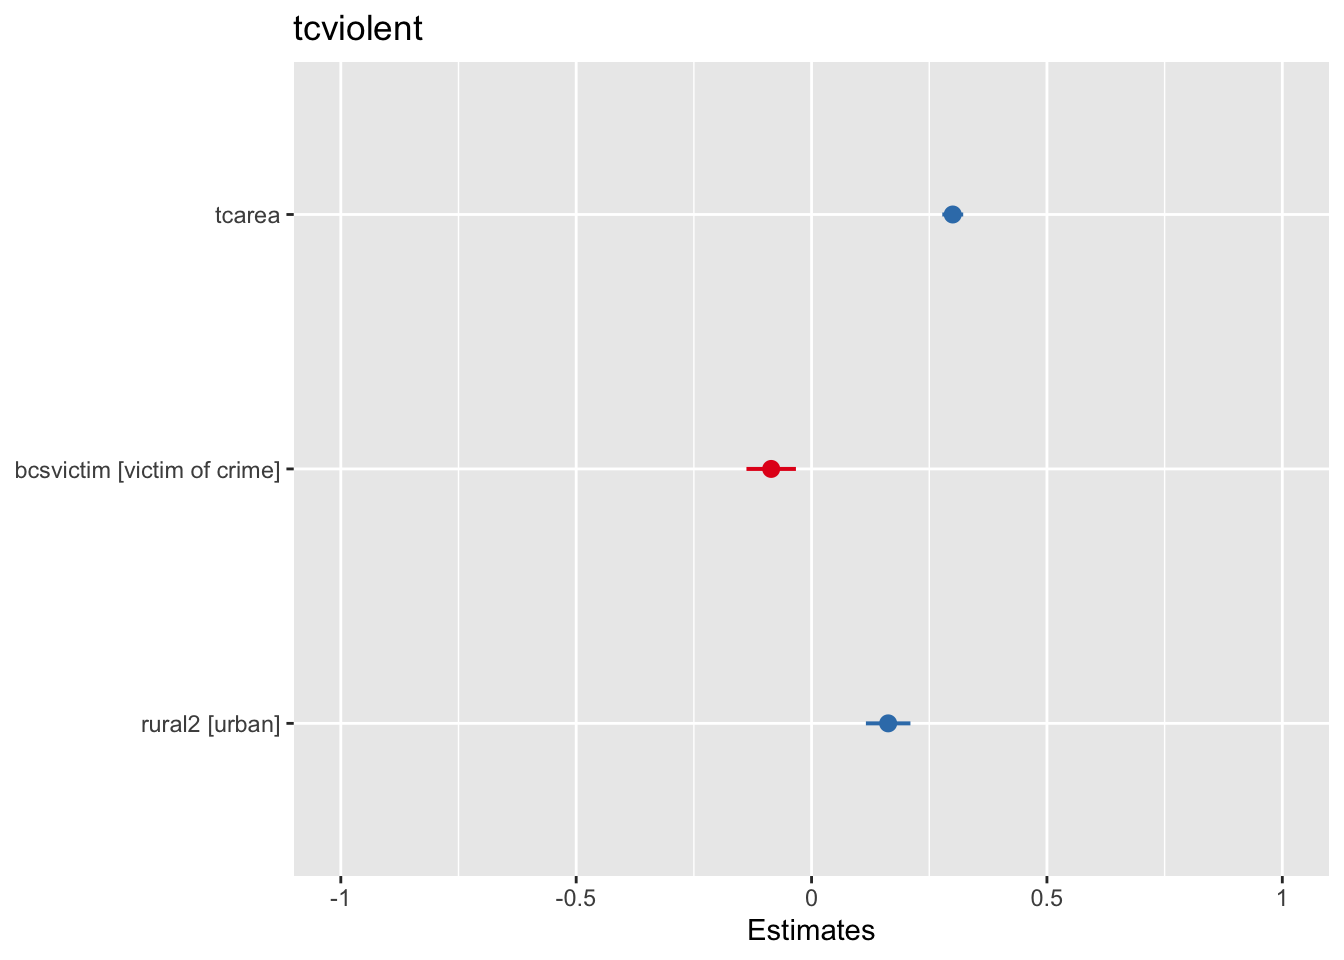 tcviolent
tcarea
bcsvictim [victim of crime]
rural2 [urban]
-1 -0.5 0 0.5 1
Estimates